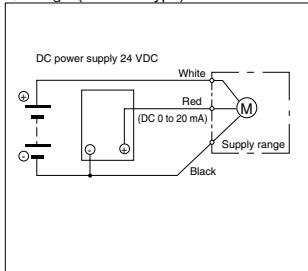 DC power supply 24 VDC
White
Red
(DC 0 to 20 mA)
M
Supply range
Black
+
-
-
+